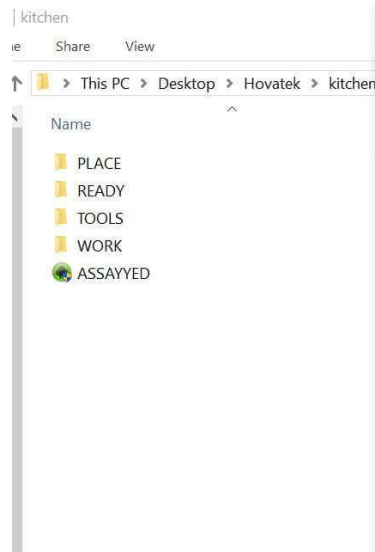 | kitchen
Share View
> This PC > Desktop > Hovatek > kitchen
Name
PLACE
READY
TOOLS
WORK
ASSAYYED